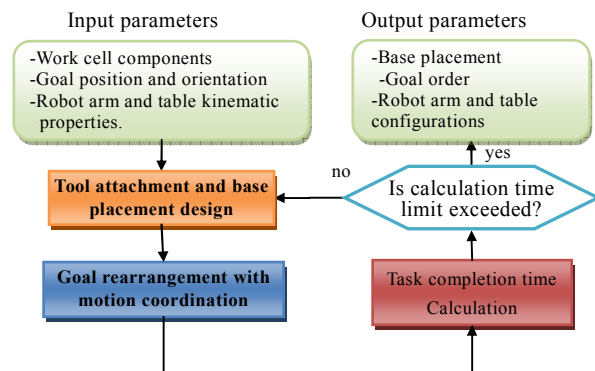 Input parameters
-Work cell components
-Goal position and orientation
-Robot arm and table kinematic
properties.
Tool attachment and base
placement design
Goal rearrangement with
motion coordination
Output parameters
-Base placement
-Goal order
-Robot arm and table
configurations
yes
no
Is calculation time
limit exceeded?
Task completion time
Calculation